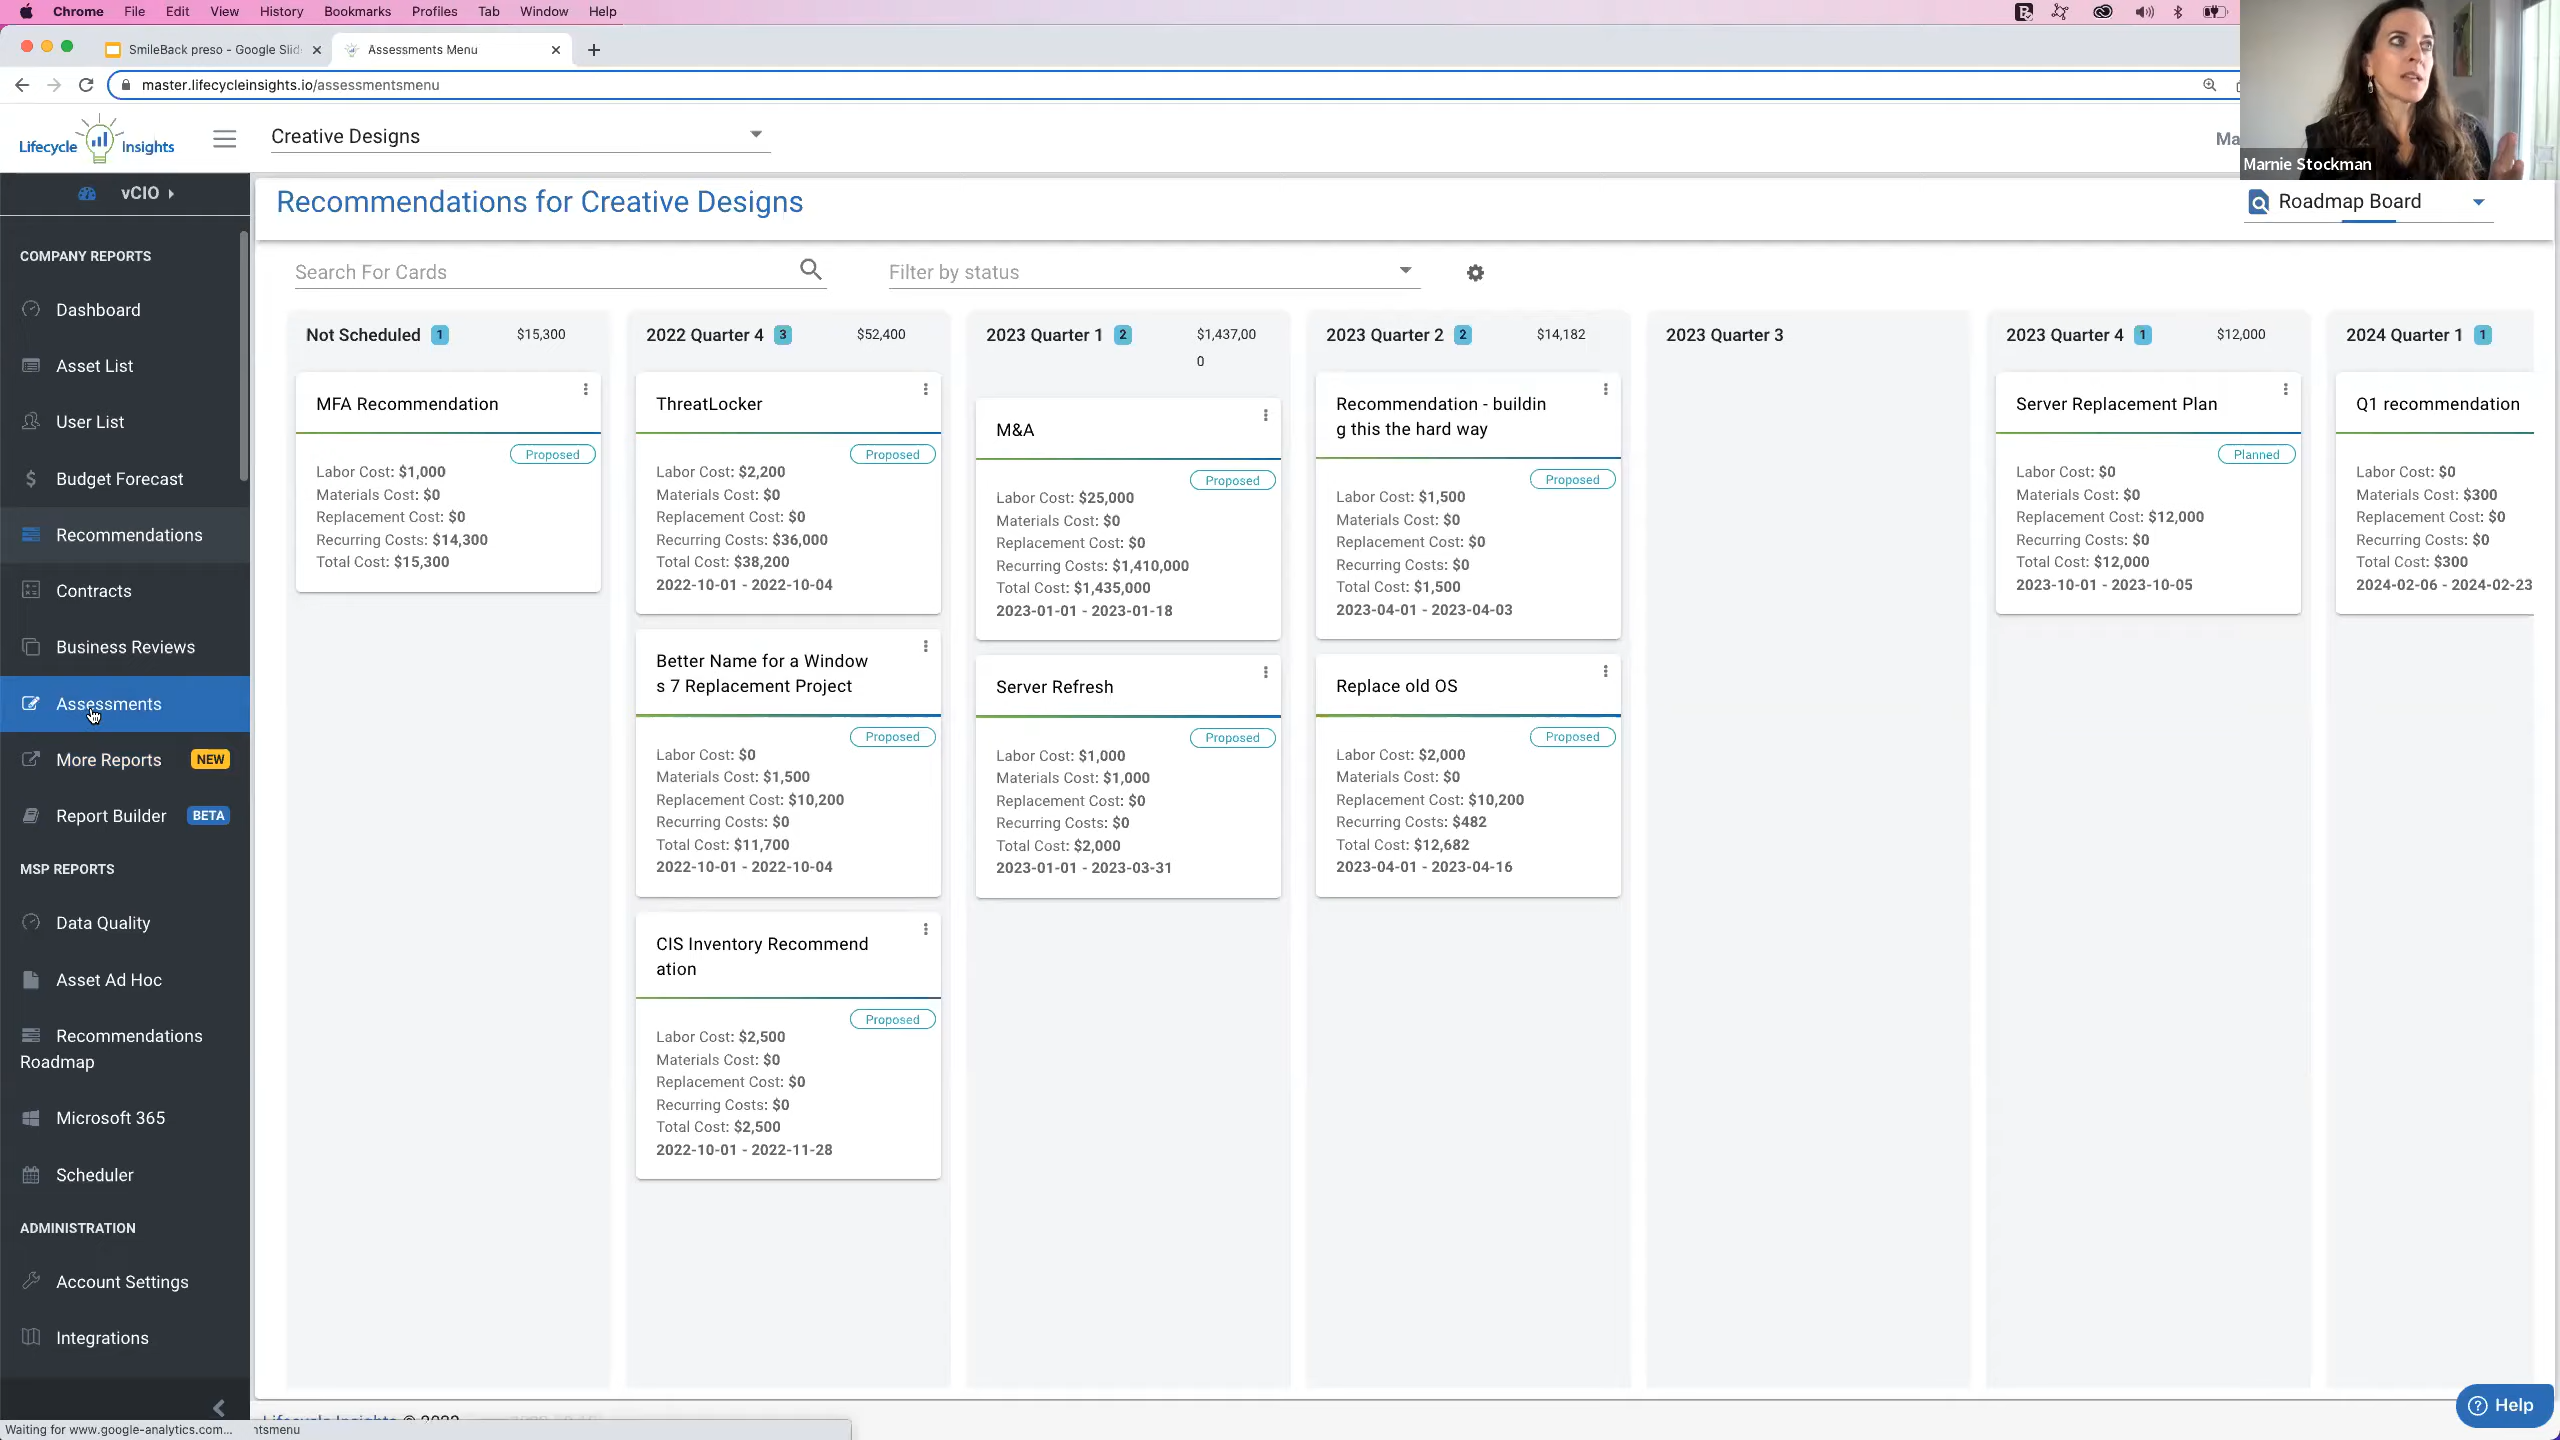 Chrome File Edit View History Bookmarks Profiles Tab Window Help
SmileBack preso - Google Slid
Assessments Menu
master.lifecycleinsights.io/assessmentsmenu
Lifecycle Insights
Creative Designs
Ma
Marnie Stockman
vCIO
Recommendations for Creative Designs
Roadmap Board
Search For Cards
Filter by status
COMPANY REPORTS
Dashboard
Asset List
User List
Budget Forecast
Recommendations
Contracts
Business Reviews
Assessments
More Reports NEW
Report Builder BETA
MSP REPORTS
Data Quality
Asset Ad Hoc
Recommendations
Roadmap
Microsoft 365
Scheduler
ADMINISTRATION
Account Settings
Integrations
Not Scheduled 1 $15,300
MFA Recommendation
Proposed
Labor Cost: $1,000
Materials Cost: $0
Replacement Cost: $0
Recurring Costs: $14,300
Total Cost: $15,300
2022 Quarter 4 3 $52,400
ThreatLocker
Proposed
Labor Cost: $2,200
Materials Cost: $0
Replacement Cost: $0
Recurring Costs: $36,000
Total Cost: $38,200
2022-10-01 - 2022-10-04
Better Name for a Window
s 7 Replacement Project
Proposed
Labor Cost: $0
Materials Cost: $1,500
Replacement Cost: $10,200
Recurring Costs: $0
Total Cost: $11,700
2022-10-01 - 2022-10-04
CIS Inventory Recommend
ation
Proposed
Labor Cost: $2,500
Materials Cost: $0
Replacement Cost: $0
Recurring Costs: $0
Total Cost: $2,500
2022-10-01 - 2022-11-28
2023 Quarter 1 2 $1,437,00
0
M&A
Proposed
Labor Cost: $25,000
Materials Cost: $0
Replacement Cost: $0
Recurring Costs: $1,410,000
Total Cost: $1,435,000
2023-01-01 - 2023-01-18
Server Refresh
Proposed
Labor Cost: $1,000
Materials Cost: $1,000
Replacement Cost: $0
Recurring Costs: $0
Total Cost: $2,000
2023-01-01 - 2023-03-31
2023 Quarter 2 2 $14,182
Recommendation - buildin
g this the hard way
Proposed
Labor Cost: $1,500
Materials Cost: $0
Replacement Cost: $0
Recurring Costs: $0
Total Cost: $1,500
2023-04-01 - 2023-04-03
Replace old OS
Proposed
Labor Cost: $2,000
Materials Cost: $0
Replacement Cost: $10,200
Recurring Costs: $482
Total Cost: $12,682
2023-04-01 - 2023-04-16
2023 Quarter 3
2023 Quarter 4 1 $12,000
Server Replacement Plan
Planned
Labor Cost: $0
Materials Cost: $0
Replacement Cost: $12,000
Recurring Costs: $0
Total Cost: $12,000
2023-10-01 - 2023-10-05
2024 Quarter 1 1
Q1 recommendation
Labor Cost: $0
Materials Cost: $300
Replacement Cost: $0
Recurring Costs: $0
Total Cost: $300
2024-02-06 - 2024-02-23
Lifecycle Insights © 2022
Waiting for www.google-analytics.com... ntsmenu
Help